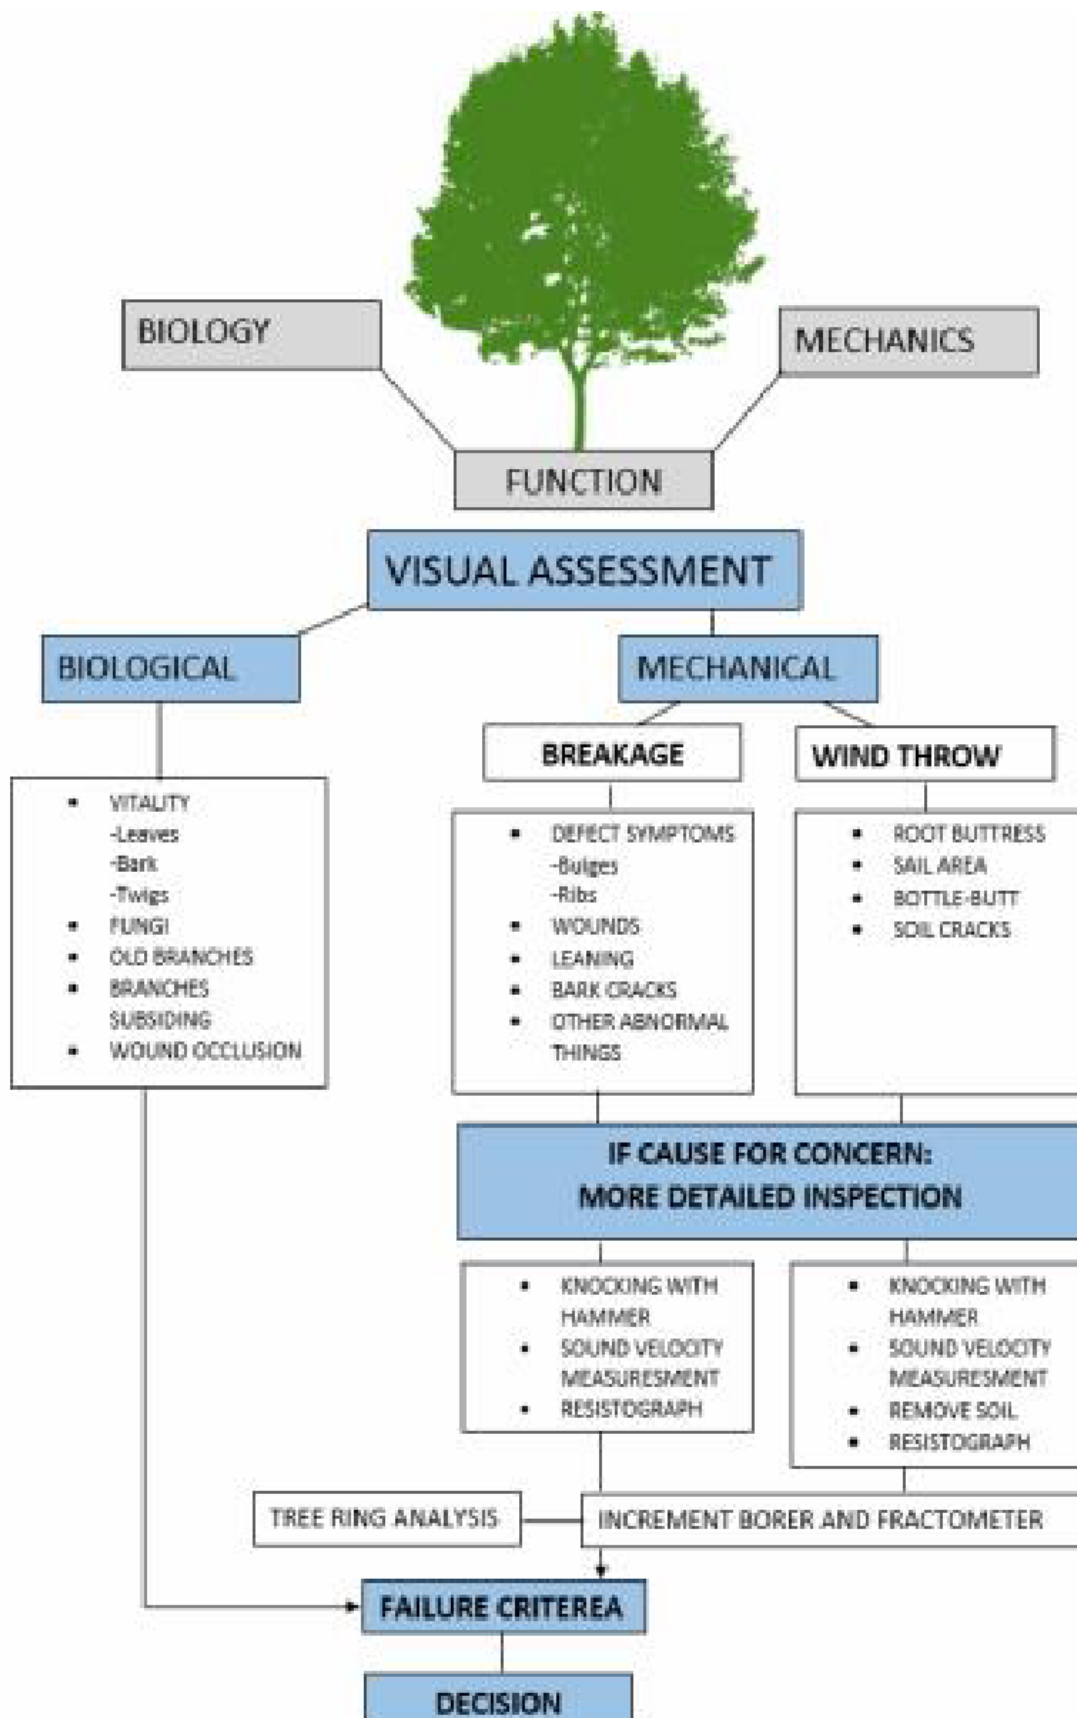 BIOLOGY
MECHANICS
FUNCTION
VISUAL ASSESSMENT
BIOLOGICAL
MECHANICAL
BREAKAGE
WIND THROW
• VITALITY
-Leaves
-Bark
-Twigs
• FUNGI
• OLD BRANCHES
• BRANCHES
SUBSIDING
• WOUND OCCLUSION
• DEFECT SYMPTOMS
-Bulges
-Ribs
• WOUNDS
• LEANING
• BARK CRACKS
• OTHER ABNORMAL
THINGS
• ROOT BUTTRESS
• SAIL AREA
• BOTTLE-BUTT
• SOIL CRACKS
IF CAUSE FOR CONCERN:
MORE DETAILED INSPECTION
• KNOCKING WITH
HAMMER
• SOUND VELOCITY
MEASURESMENT
• RESISTOGRAPH
• KNOCKING WITH
HAMMER
• SOUND VELOCITY
MEASURESMENT
• REMOVE SOIL
• RESISTOGRAPH
TREE RING ANALYSIS
INCREMENT BORER AND FRACTOMETER
FAILURE CRITEREA
DECISION